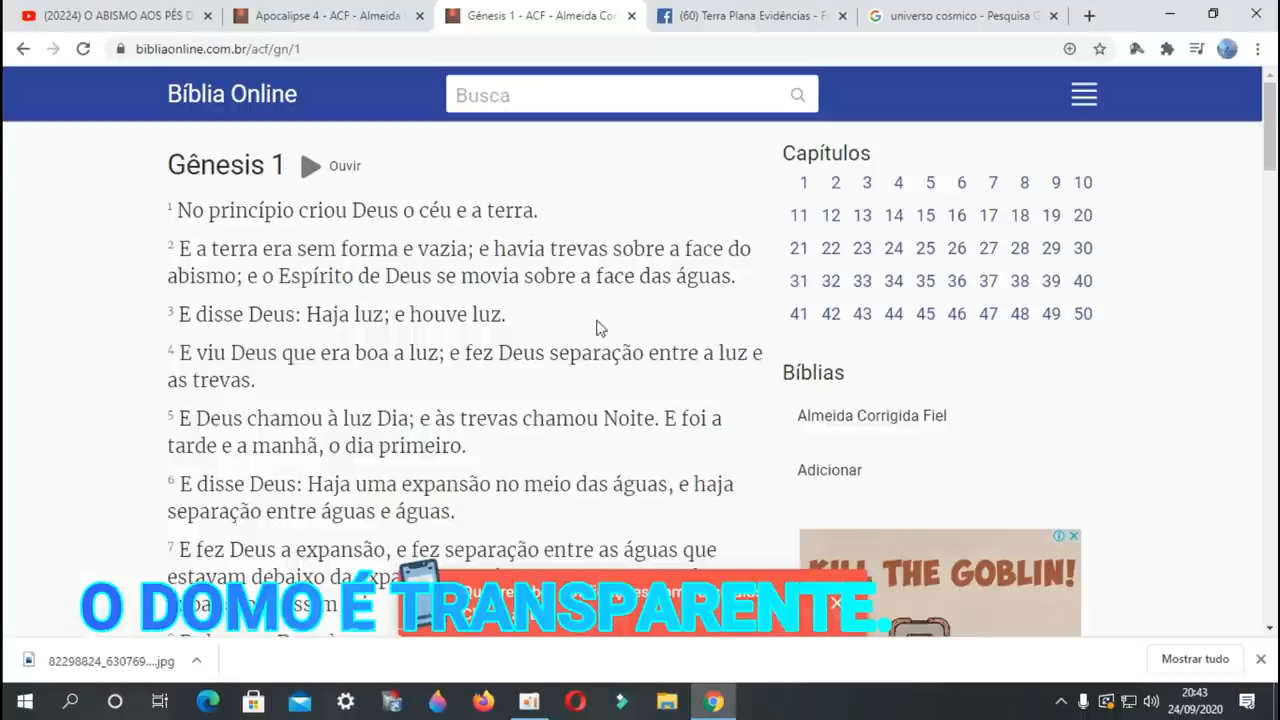 (20224) O ABISMO AOS PÉS D
Apocalipse 4 - ACF - Almeida
Gênesis 1 - ACF - Almeida Cor
(60) Terra Plana Evidências - F
universo cosmico - Pesquisa G
bibliaonline.com.br/acf/gn/1
Bíblia Online
Busca
Gênesis 1
Ouvir
1 No princípio criou Deus o céu e a terra.
2 E a terra era sem forma e vazia; e havia trevas sobre a face do
abismo; e o Espírito de Deus se movia sobre a face das águas.
3 E disse Deus: Haja luz; e houve luz.
4 E viu Deus que era boa a luz; e fez Deus separação entre a luz e
as trevas.
5 E Deus chamou à luz Dia; e às trevas chamou Noite. E foi a
tarde e a manhã, o dia primeiro.
6 E disse Deus: Haja uma expansão no meio das águas, e haja
separação entre águas e águas.
7 E fez Deus a expansão, e fez separação entre as águas que
estavam debaixo da
Capítulos
1 2 3 4 5 6 7 8 9 10
11 12 13 14 15 16 17 18 19 20
21 22 23 24 25 26 27 28 29 30
31 32 33 34 35 36 37 38 39 40
41 42 43 44 45 46 47 48 49 50
Bíblias
Almeida Corrigida Fiel
Adicionar
KILL THE GOBLIN!
O DOMO É TRANSPARENTE.
82298824_630769....jpg
Mostrar tudo
20:43
24/09/2020